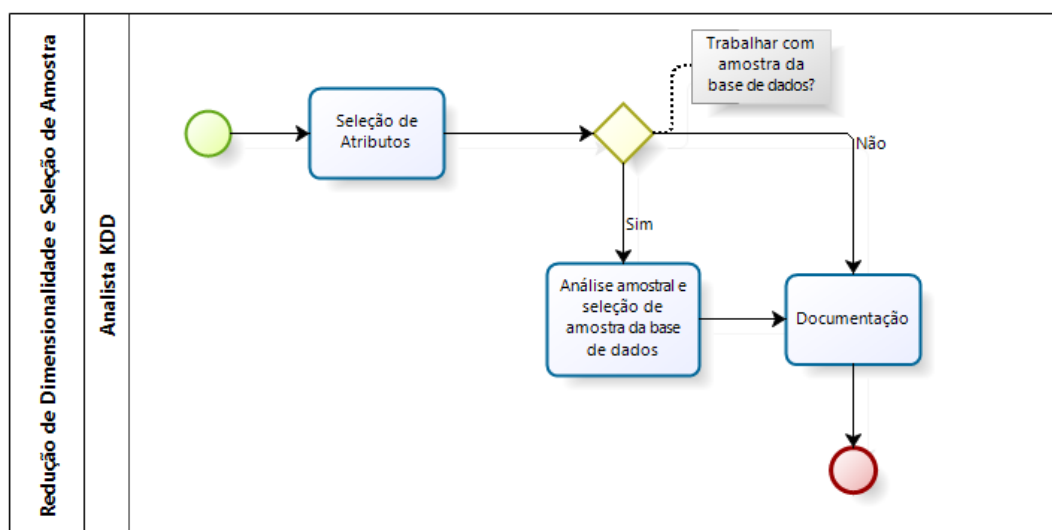 Redução de Dimensionalidade e Seleção de Amostra
Analista KDD
Seleção de
Atributos
Trabalhar com
amostra da
base de dados?
Não
Sim
Análise amostral e
seleção de
amostra da base
de dados
Documentação